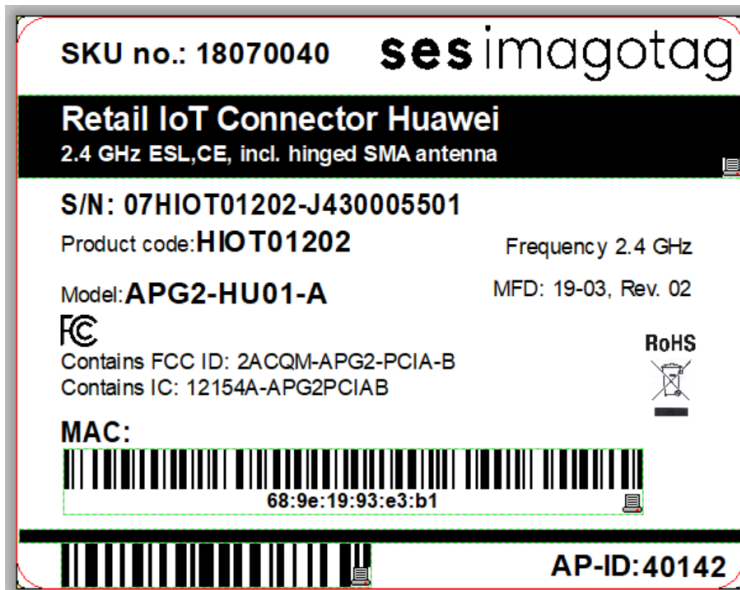 SKU no.: 18070040
ses imagotag
Retail IoT Connector Huawei
2.4 GHz ESL,CE, incl. hinged SMA antenna
S/N: 07HIOT01202-J430005501
Product code:HIOT01202
Frequency 2.4 GHz
Model:APG2-HU01-A
MFD: 19-03, Rev. 02
FC
RoHS
Contains FCC ID: 2ACQM-APG2-PCIA-B
Contains IC: 12154A-APG2PCIAB
MAC:
68:9e:19:93:e3:b1
AP-ID:40142